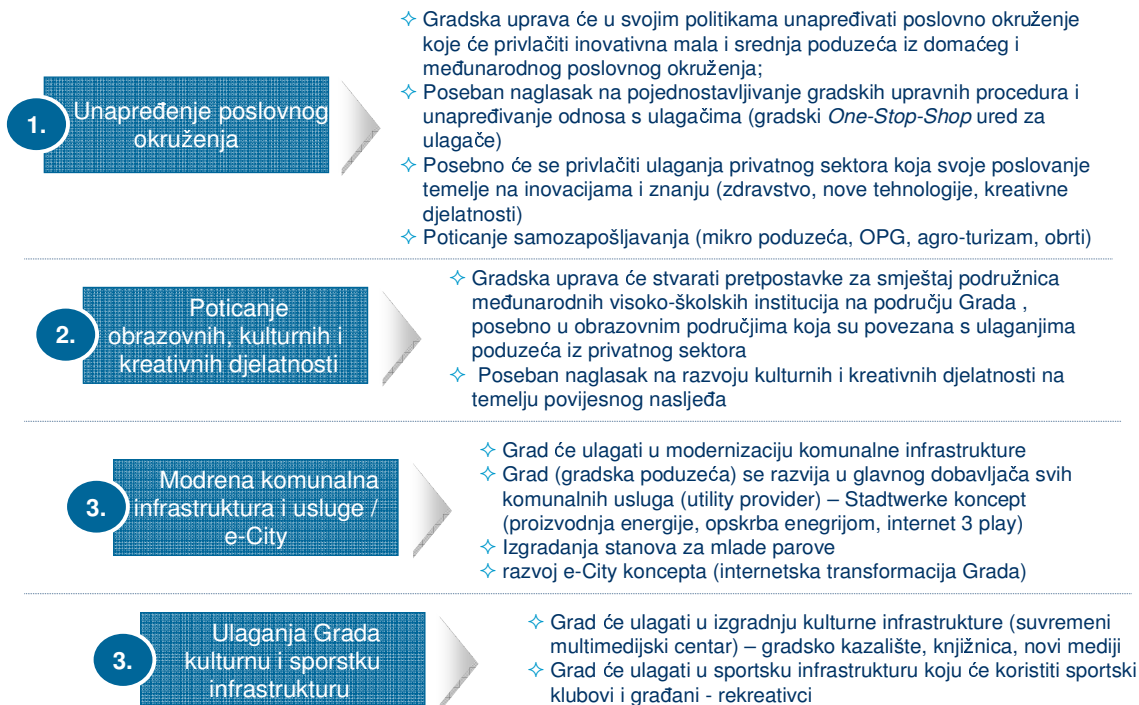 1.
Unapređenje poslovnog
okruženja
Gradska uprava će u svojim politikama unapređivati poslovno okruženje
koje će privlačiti inovativna mala i srednja poduzeća iz domaćeg i
međunarodnog poslovnog okruženja;
Poseban naglasak na pojednostavljivanje gradskih upravnih procedura i
unapređivanje odnosa s ulagačima (gradski One-Stop-Shop ured za
ulagače)
Posebno će se privlačiti ulaganja privatnog sektora koja svoje poslovanje
temelje na inovacijama i znanju (zdravstvo, nove tehnologije, kreativne
djelatnosti)
Poticanje samozapošljavanja (mikro poduzeća, OPG, agro-turizam, obrti)
2.
Poticanje
obrazovnih, kulturnih i
kreativnih djelatnosti
Gradska uprava će stvarati pretpostavke za smještaj podružnica
međunarodnih visoko-školskih institucija na području Grada ,
posebno u obrazovnim područjima koja su povezana s ulaganjima
poduzeća iz privatnog sektora
Poseban naglasak na razvoju kulturnih i kreativnih djelatnosti na
temelju povijesnog nasljeđa
3.
Modrena komunalna
infrastruktura i usluge /
e-City
Grad će ulagati u modernizaciju komunalne infrastrukture
Grad (gradska poduzeća) se razvija u glavnog dobavljača svih
komunalnih usluga (utility provider) – Stadtwerke koncept
(proizvodnja energije, opskrba enegrijom, internet 3 play)
Izgradanja stanova za mlade parove
razvoj e-City koncepta (internetska transformacija Grada)
3.
Ulaganja Grada
kulturnu i sporstku
infrastrukturu
Grad će ulagati u izgradnju kulturne infrastrukture (suvremeni
multimedijski centar) – gradsko kazalište, knjižnica, novi mediji
Grad će ulagati u sportsku infrastrukturu koju će koristiti sportski
klubovi i građani - rekreativci